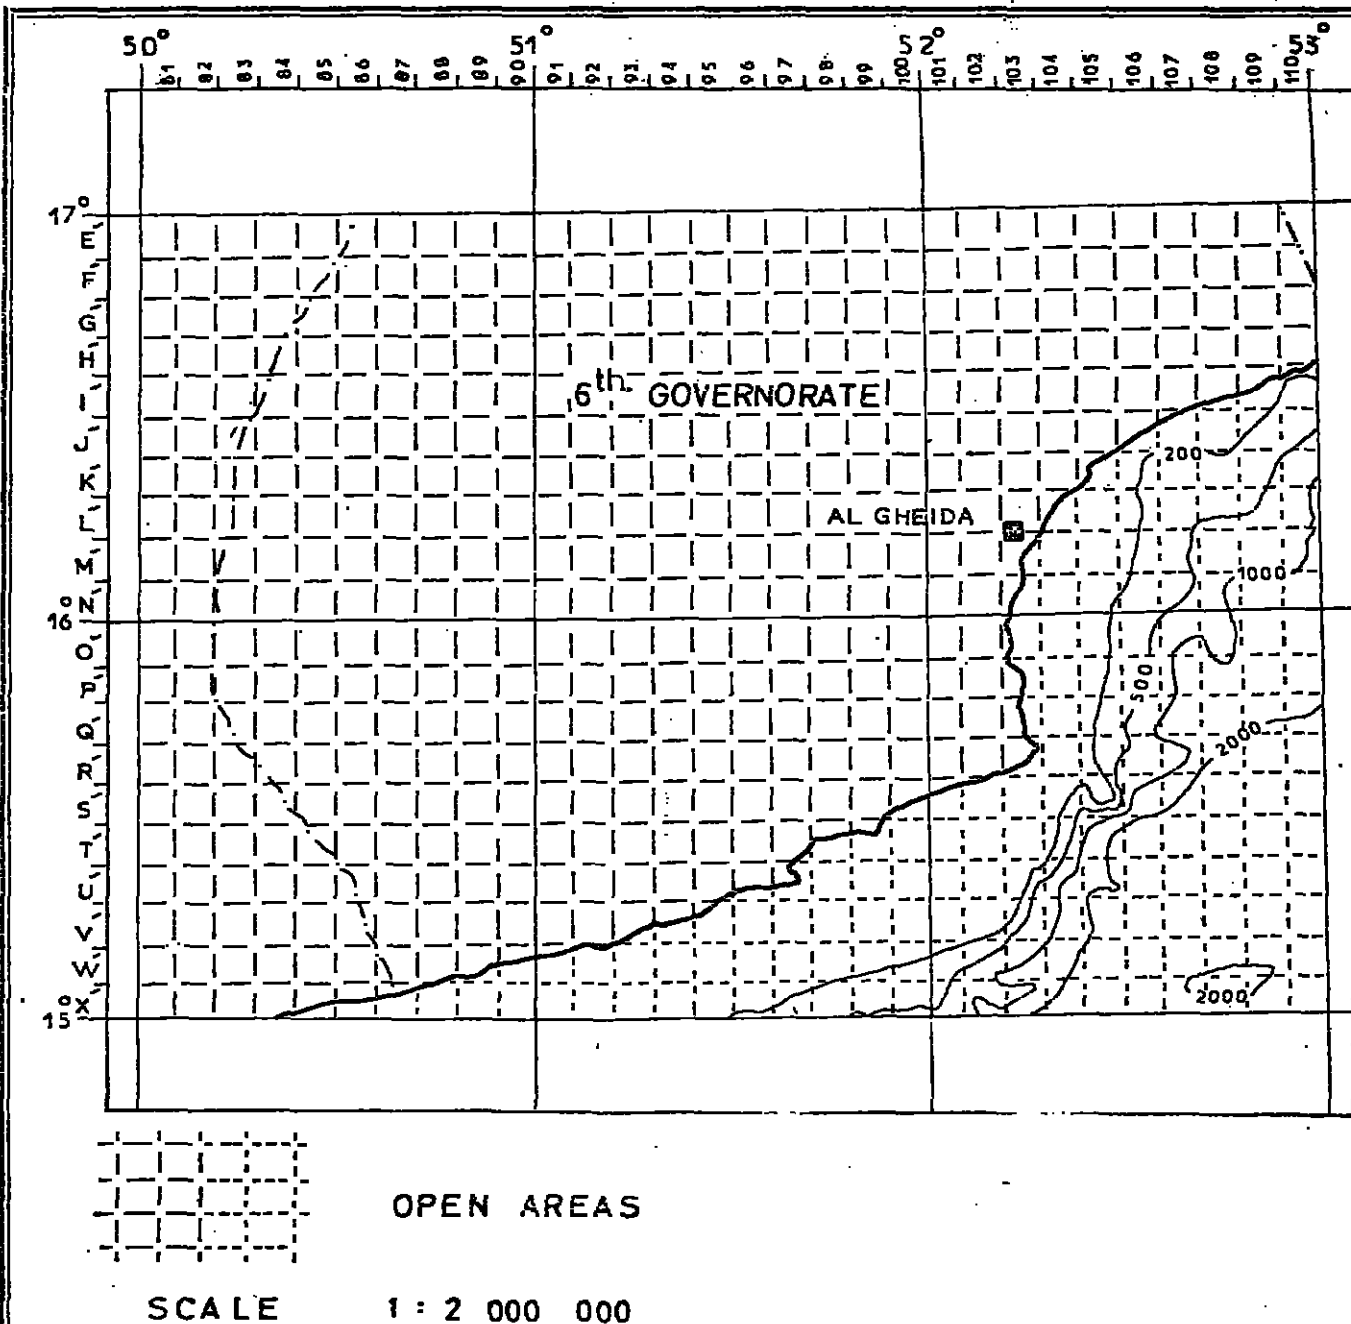 50° 51° 52° 53°
81 82 83 84 85 86 87 88 89 90 91 92 93 94 95 96 97 98 99 100 101 102 103 104 105 106 107 108 109 110
17°
E
F
G
H
I
J
K
L
M
N
16°
O
P
Q
R
S
T
U
V
W
X
15°
6th. GOVERNORATE
AL GHEIDA
200
500
1000
2000
2000
OPEN AREAS
SCALE 1 : 2 000 000